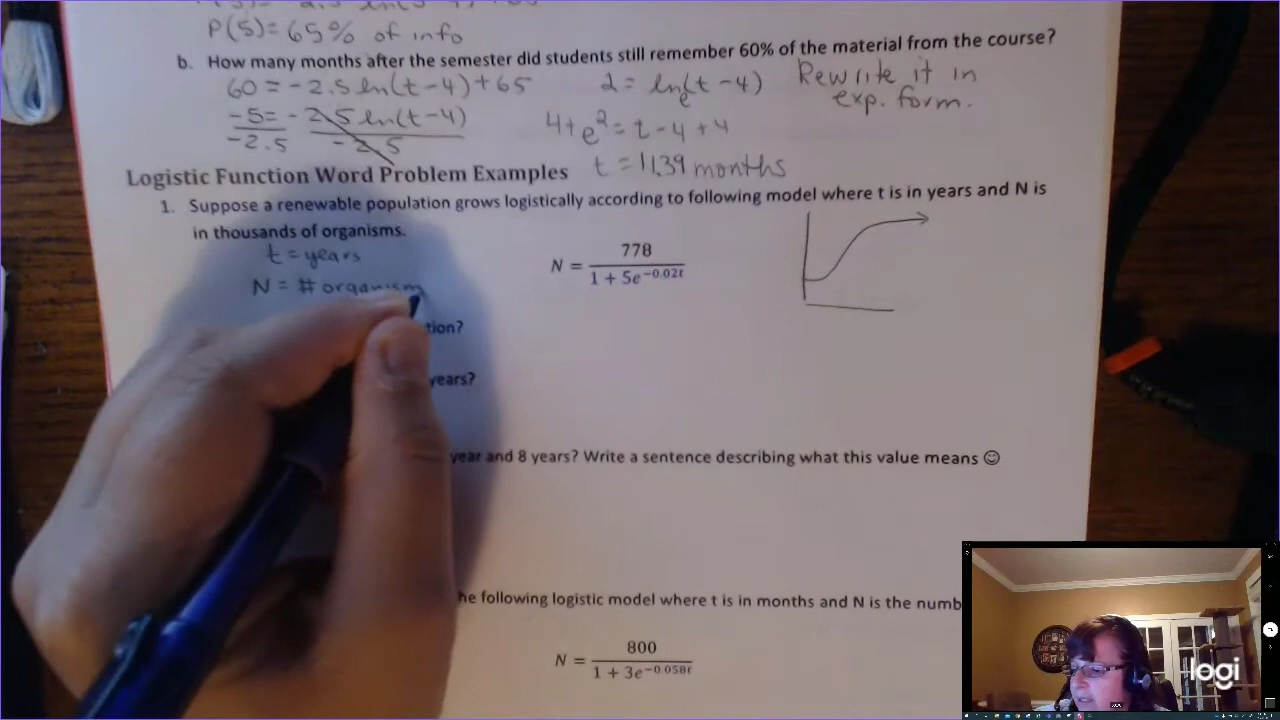 P(5) = 65% of info
b. How many months after the semester did students still remember 60% of the material from the course?
60 = -2.5 ln(t - 4) + 65
2 = ln_e(t - 4)
Rewrite it in
exp. form.
-5 = -2.5 ln(t - 4)
-2.5 -2.5
4 + e^2 = t - 4 + 4
t = 11.39 months
Logistic Function Word Problem Examples
1. Suppose a renewable population grows logistically according to following model where t is in years and N is
in thousands of organisms.
t = years
N = # organism
N = 778 / (1 + 5e^-0.02t)
tion?
years?
year and 8 years? Write a sentence describing what this value means ☺
he following logistic model where t is in months and N is the numb
N = 800 / (1 + 3e^-0.058t)
logi